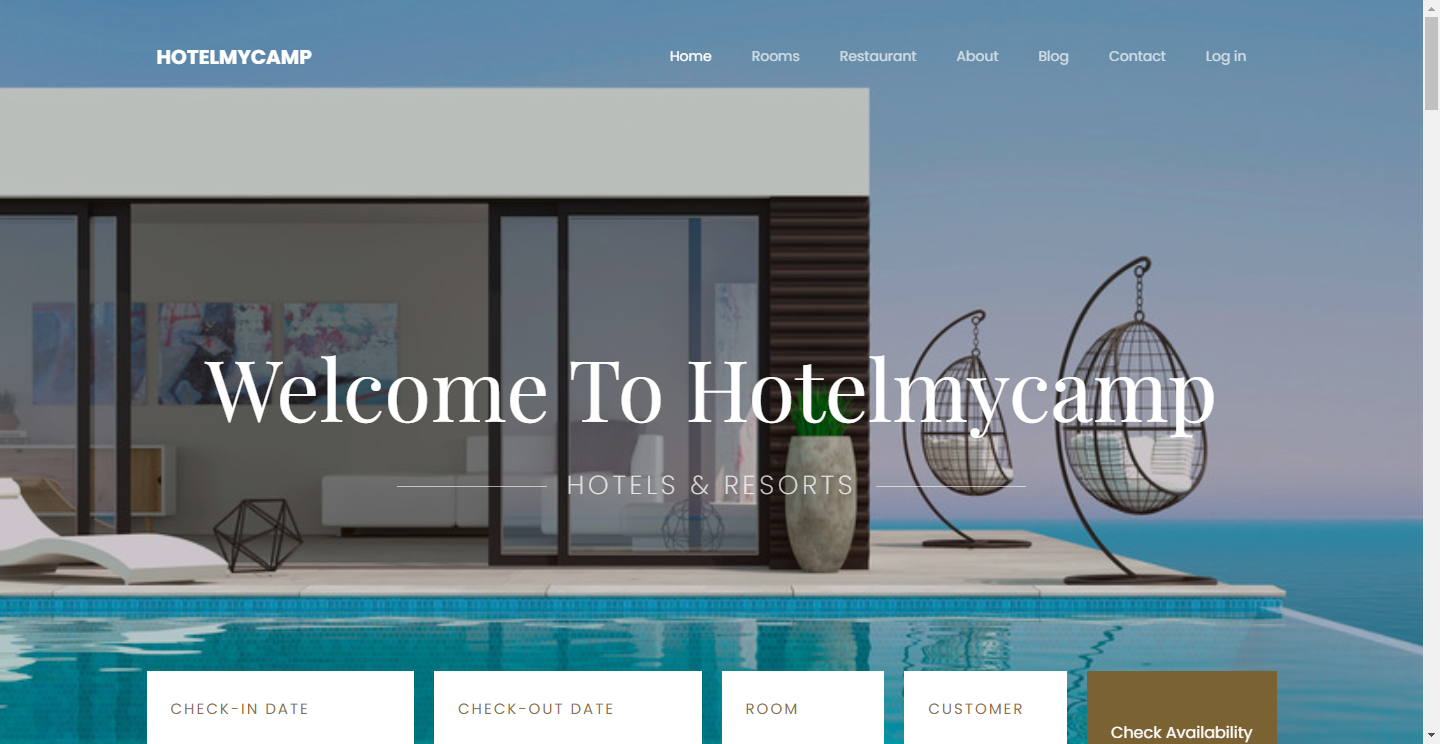 HOTELMYCAMP
Home Rooms Restaurant About Blog Contact Log in
Welcome To Hotelmycamp
HOTELS & RESORTS
CHECK-IN DATE CHECK-OUT DATE ROOM CUSTOMER
Check Availability